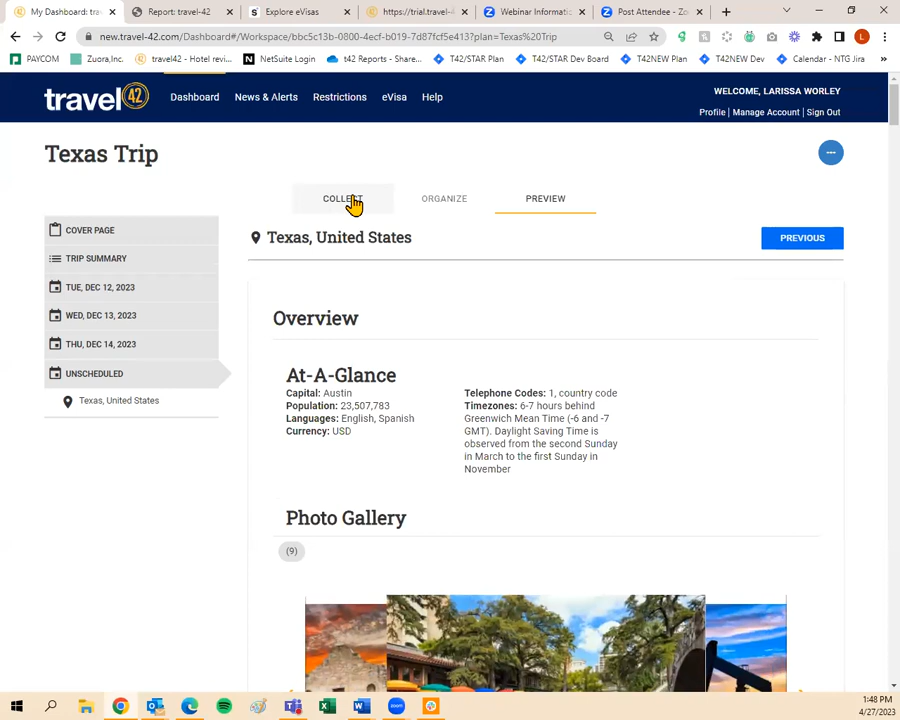 My Dashboard: trav
Report: travel-42
Explore eVisas
https://trial.travel-4
Webinar Informatic
Post Attendee - Zo
new.travel-42.com/Dashboard#/Workspace/bbc5c13b-0800-4ecf-b019-7d87fcf5e413?plan=Texas%20Trip
PAYCOM
Zuora,Inc.
travel42 - Hotel revi...
NetSuite Login
t42 Reports - Share...
T42/STAR Plan
T42/STAR Dev Board
T42NEW Plan
T42NEW Dev
Calendar - NTG Jira
»
travel 42
Dashboard
News & Alerts
Restrictions
eVisa
Help
WELCOME, LARISSA WORLEY
Profile | Manage Account | Sign Out
Texas Trip
COLLECT
ORGANIZE
PREVIEW
COVER PAGE
TRIP SUMMARY
TUE, DEC 12, 2023
WED, DEC 13, 2023
THU, DEC 14, 2023
UNSCHEDULED
Texas, United States
Texas, United States
PREVIOUS
Overview
At-A-Glance
Capital: Austin
Population: 23,507,783
Languages: English, Spanish
Currency: USD
Telephone Codes: 1, country code
Timezones: 6-7 hours behind
Greenwich Mean Time (-6 and -7
GMT). Daylight Saving Time is
observed from the second Sunday
in March to the first Sunday in
November
Photo Gallery
(9)
1:48 PM
4/27/2023